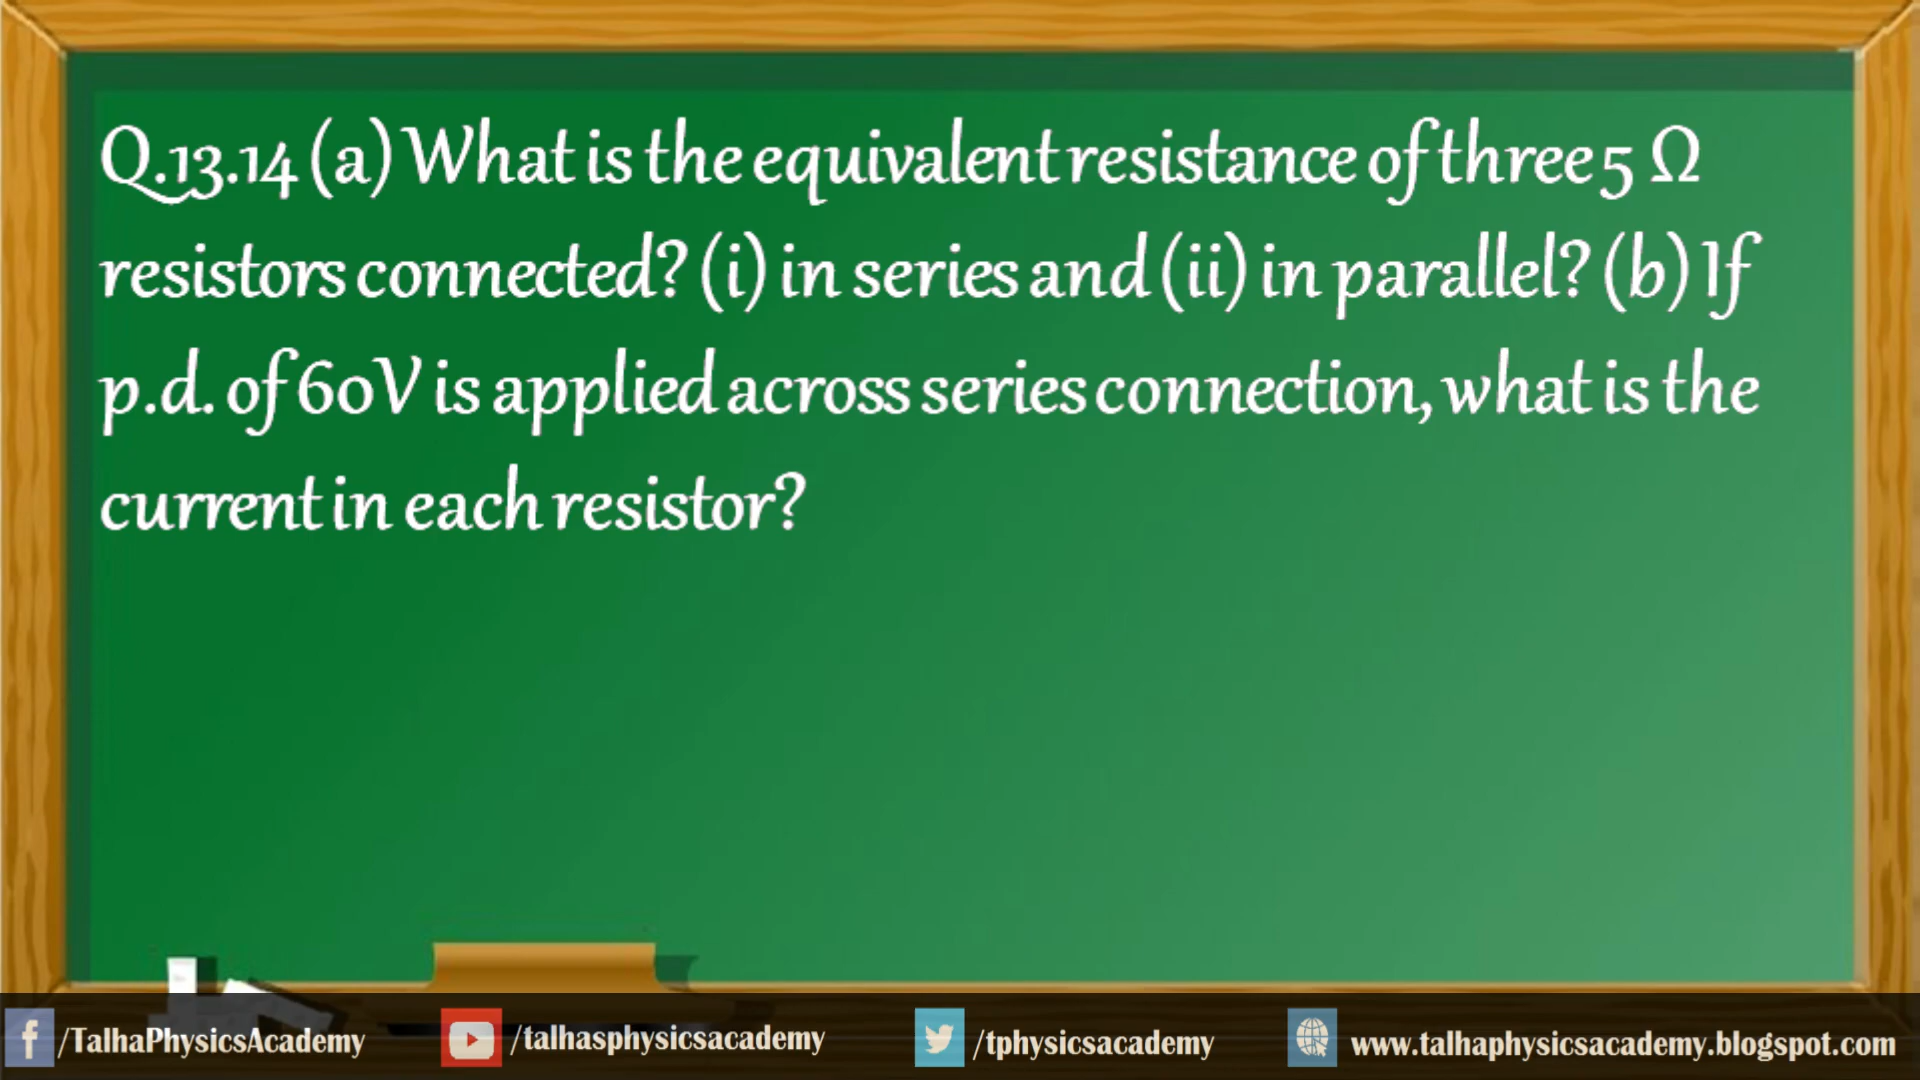 Q.13.14 (a) What is the equivalent resistance of three 5 Ω
resistors connected? (i) in series and (ii) in parallel? (b) If
p.d. of 60V is applied across series connection, what is the
current in each resistor?
/TalhaPhysicsAcademy
/talhasphysicsacademy
/tphysicsacademy
www.talhaphysicsacademy.blogspot.com